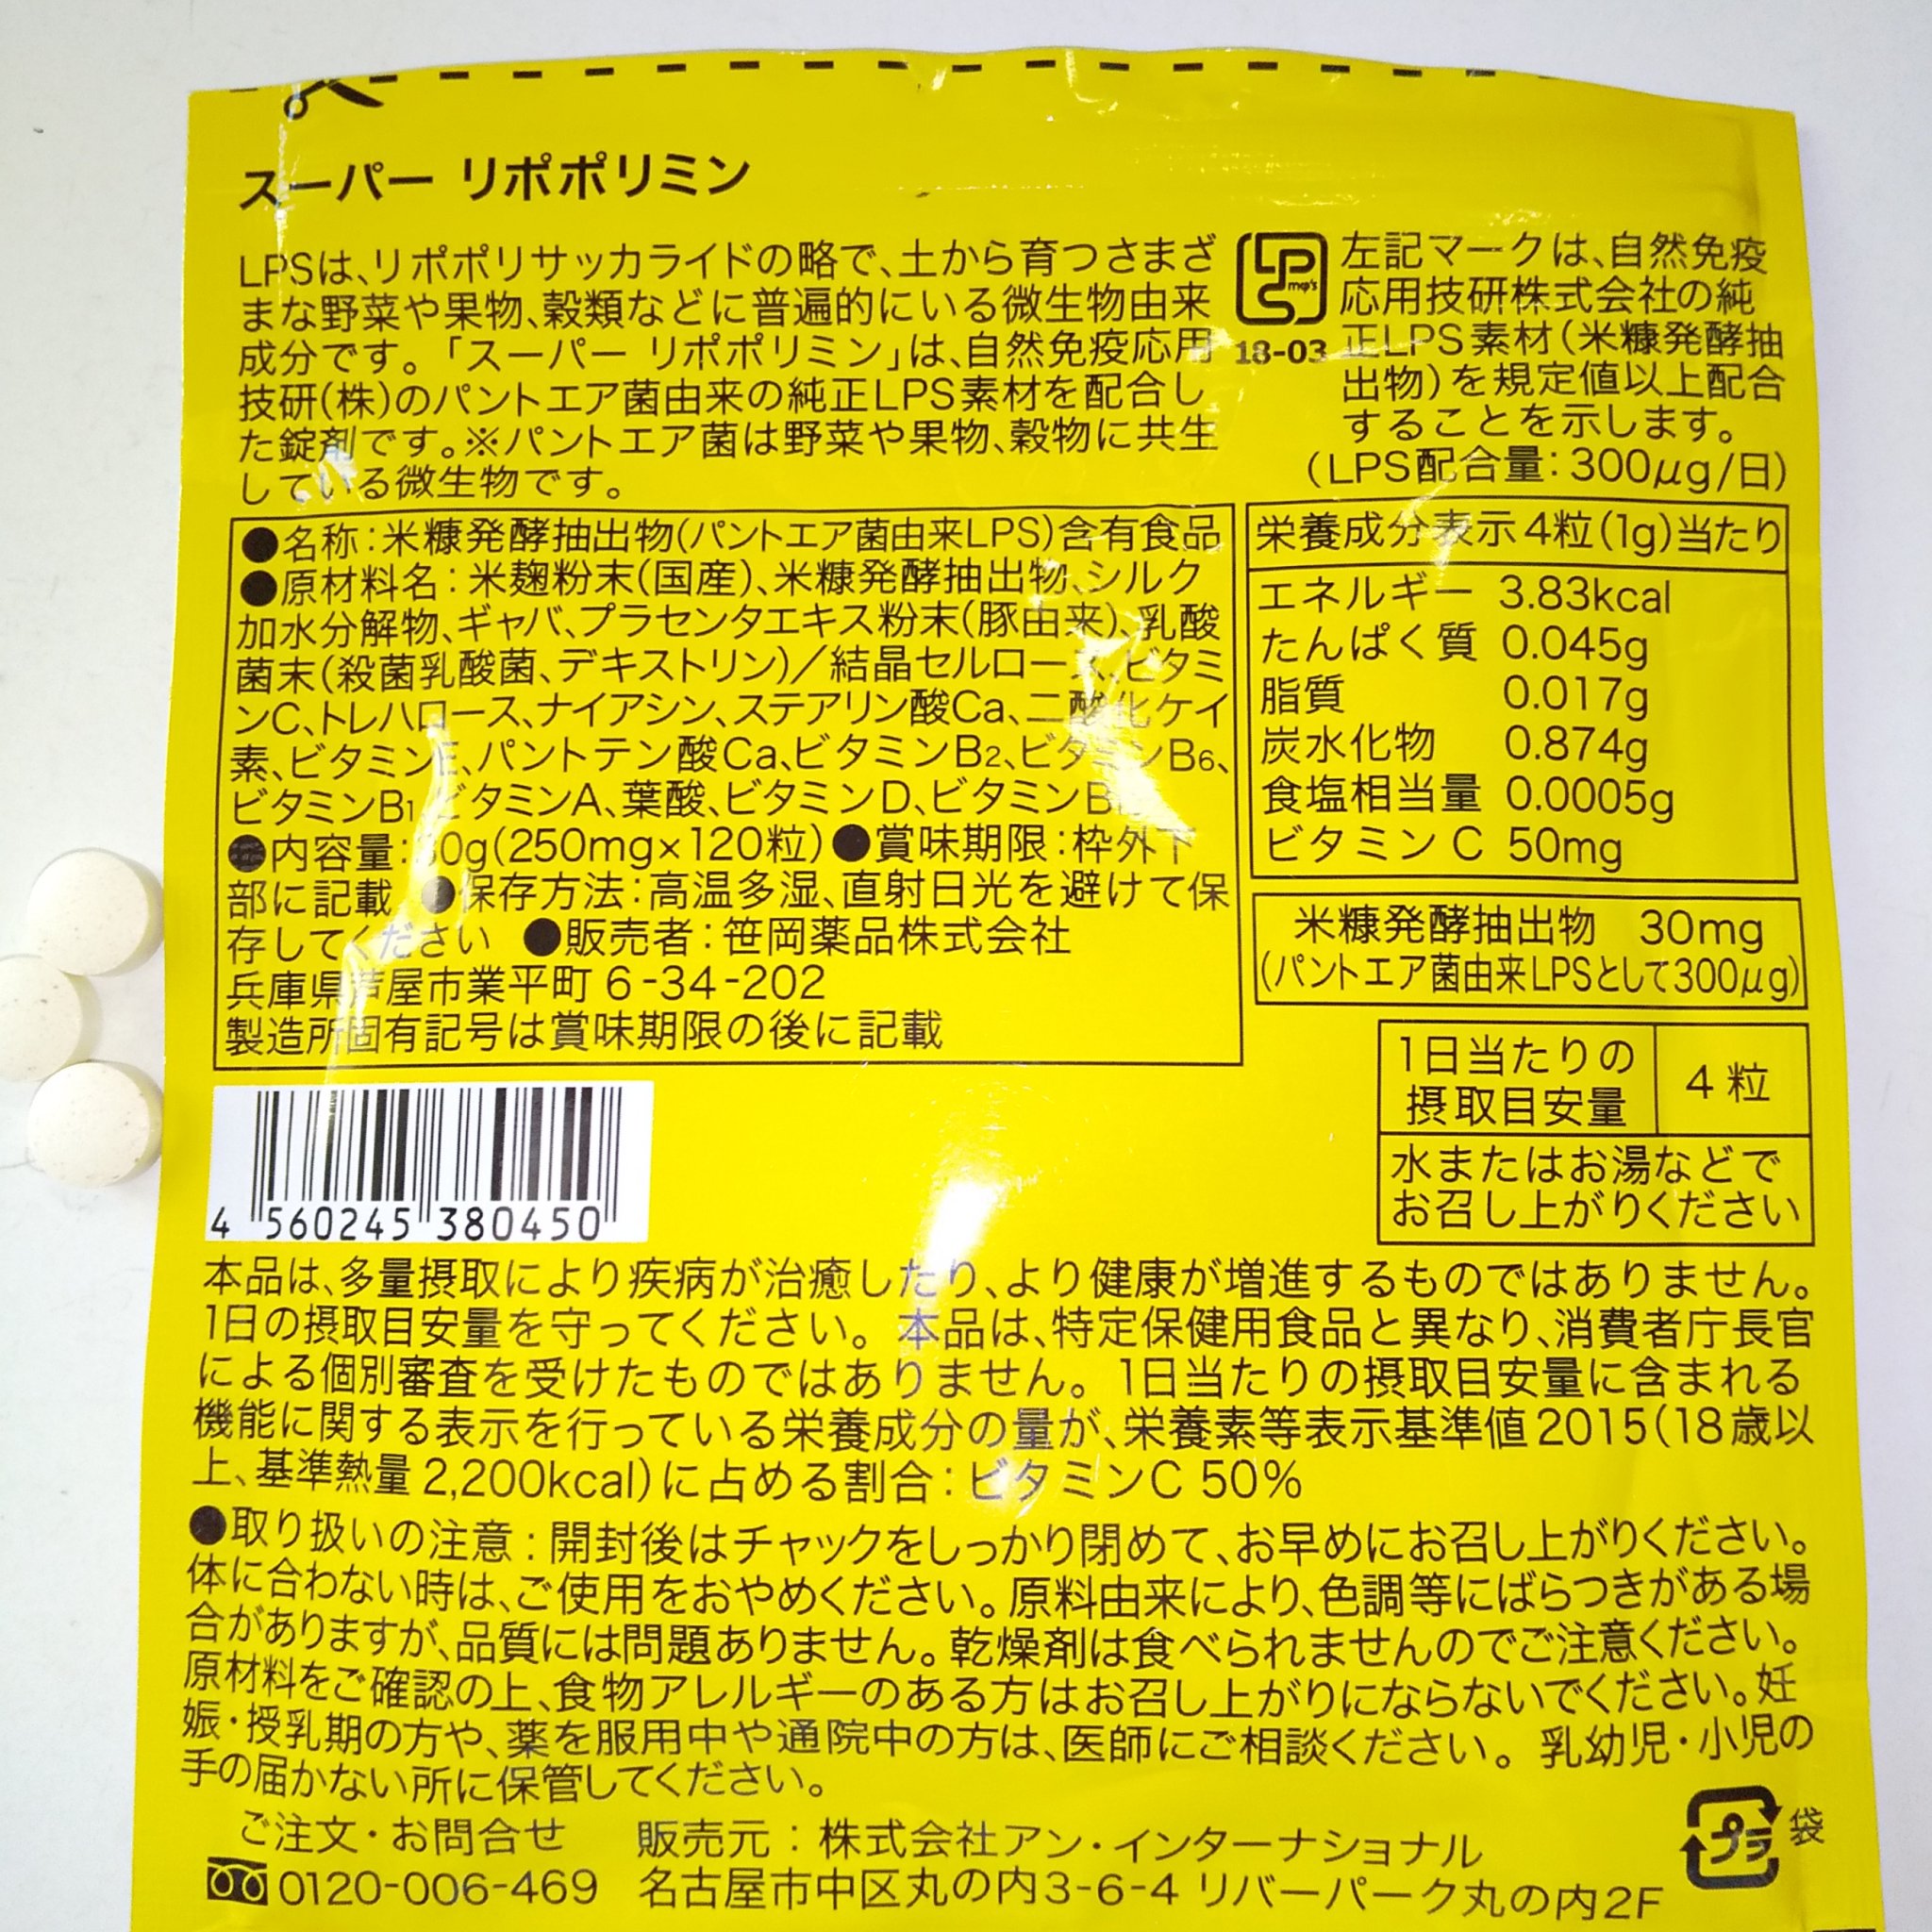 スーパー リポポリミン
LPSは、リポポリサッカライドの略で、土から育つさまざ
まな野菜や果物、穀類などに普遍的にいる微生物由来
成分です。「スーパー リポポリミン」は、自然免疫応用
技研(株)のパントエア菌由来の純正LPS素材を配合し
た錠剤です。※パントエア菌は野菜や果物、穀物に共生
している微生物です。
LPS
mφ's
18-03
左記マークは、自然免疫
応用技研株式会社の純
正LPS素材(米糠発酵抽
出物)を規定値以上配合
することを示します。
(LPS配合量:300μg/日)
●名称:米糠発酵抽出物(パントエア菌由来LPS)含有食品
●原材料名:米麹粉末(国産)、米糠発酵抽出物、シルク
加水分解物、ギャバ、プラセンタエキス粉末(豚由来)、乳酸
菌末(殺菌乳酸菌、デキストリン)/結晶セルロース、ビタミ
ンC、トレハロース、ナイアシン、ステアリン酸Ca、二酸化ケイ
素、ビタミンE、パントテン酸Ca、ビタミンB2、ビタミンB6、
ビタミンB1、ビタミンA、葉酸、ビタミンD、
●内容量:30g(250mg×120粒)●賞味期限:枠外下
部に記載 ●保存方法:高温多湿、直射日光を避けて保
存してください ●販売者:笹岡薬品株式会社
兵庫県芦屋市業平町6-34-202
製造所固有記号は賞味期限の後に記載
栄養成分表示4粒(1g)当たり
エネルギー 3.83kcal
たんぱく質 0.045g
脂質 0.017g
炭水化物 0.874g
食塩相当量 0.0005g
ビタミンC 50mg
米糠発酵抽出物 30mg
(パントエア菌由来LPSとして300μg)
1日当たりの
摂取目安量
4粒
水またはお湯などで
お召し上がりください
4 560245 380450
本品は、多量摂取により疾病が治癒したり、より健康が増進するものではありません。
1日の摂取目安量を守ってください。本品は、特定保健用食品と異なり、消費者庁長官
による個別審査を受けたものではありません。1日当たりの摂取目安量に含まれる
機能に関する表示を行っている栄養成分の量が、栄養素等表示基準値2015(18歳以
上、基準熱量2,200kcal)に占める割合:ビタミンC 50%
●取り扱いの注意:開封後はチャックをしっかり閉めて、お早めにお召し上がりください。
体に合わない時は、ご使用をおやめください。原料由来により、色調等にばらつきがある場
合がありますが、品質には問題ありません。乾燥剤は食べられませんのでご注意ください。
原材料をご確認の上、食物アレルギーのある方はお召し上がりにならないでください。妊
娠・授乳期の方や、薬を服用中や通院中の方は、医師にご相談ください。乳幼児・小児の
手の届かない所に保管してください。
ご注文・お問合せ
0120-006-469
販売元:株式会社アン・インターナショナル
名古屋市中区丸の内3-6-4 リバーパーク丸の内2F
プラ
袋